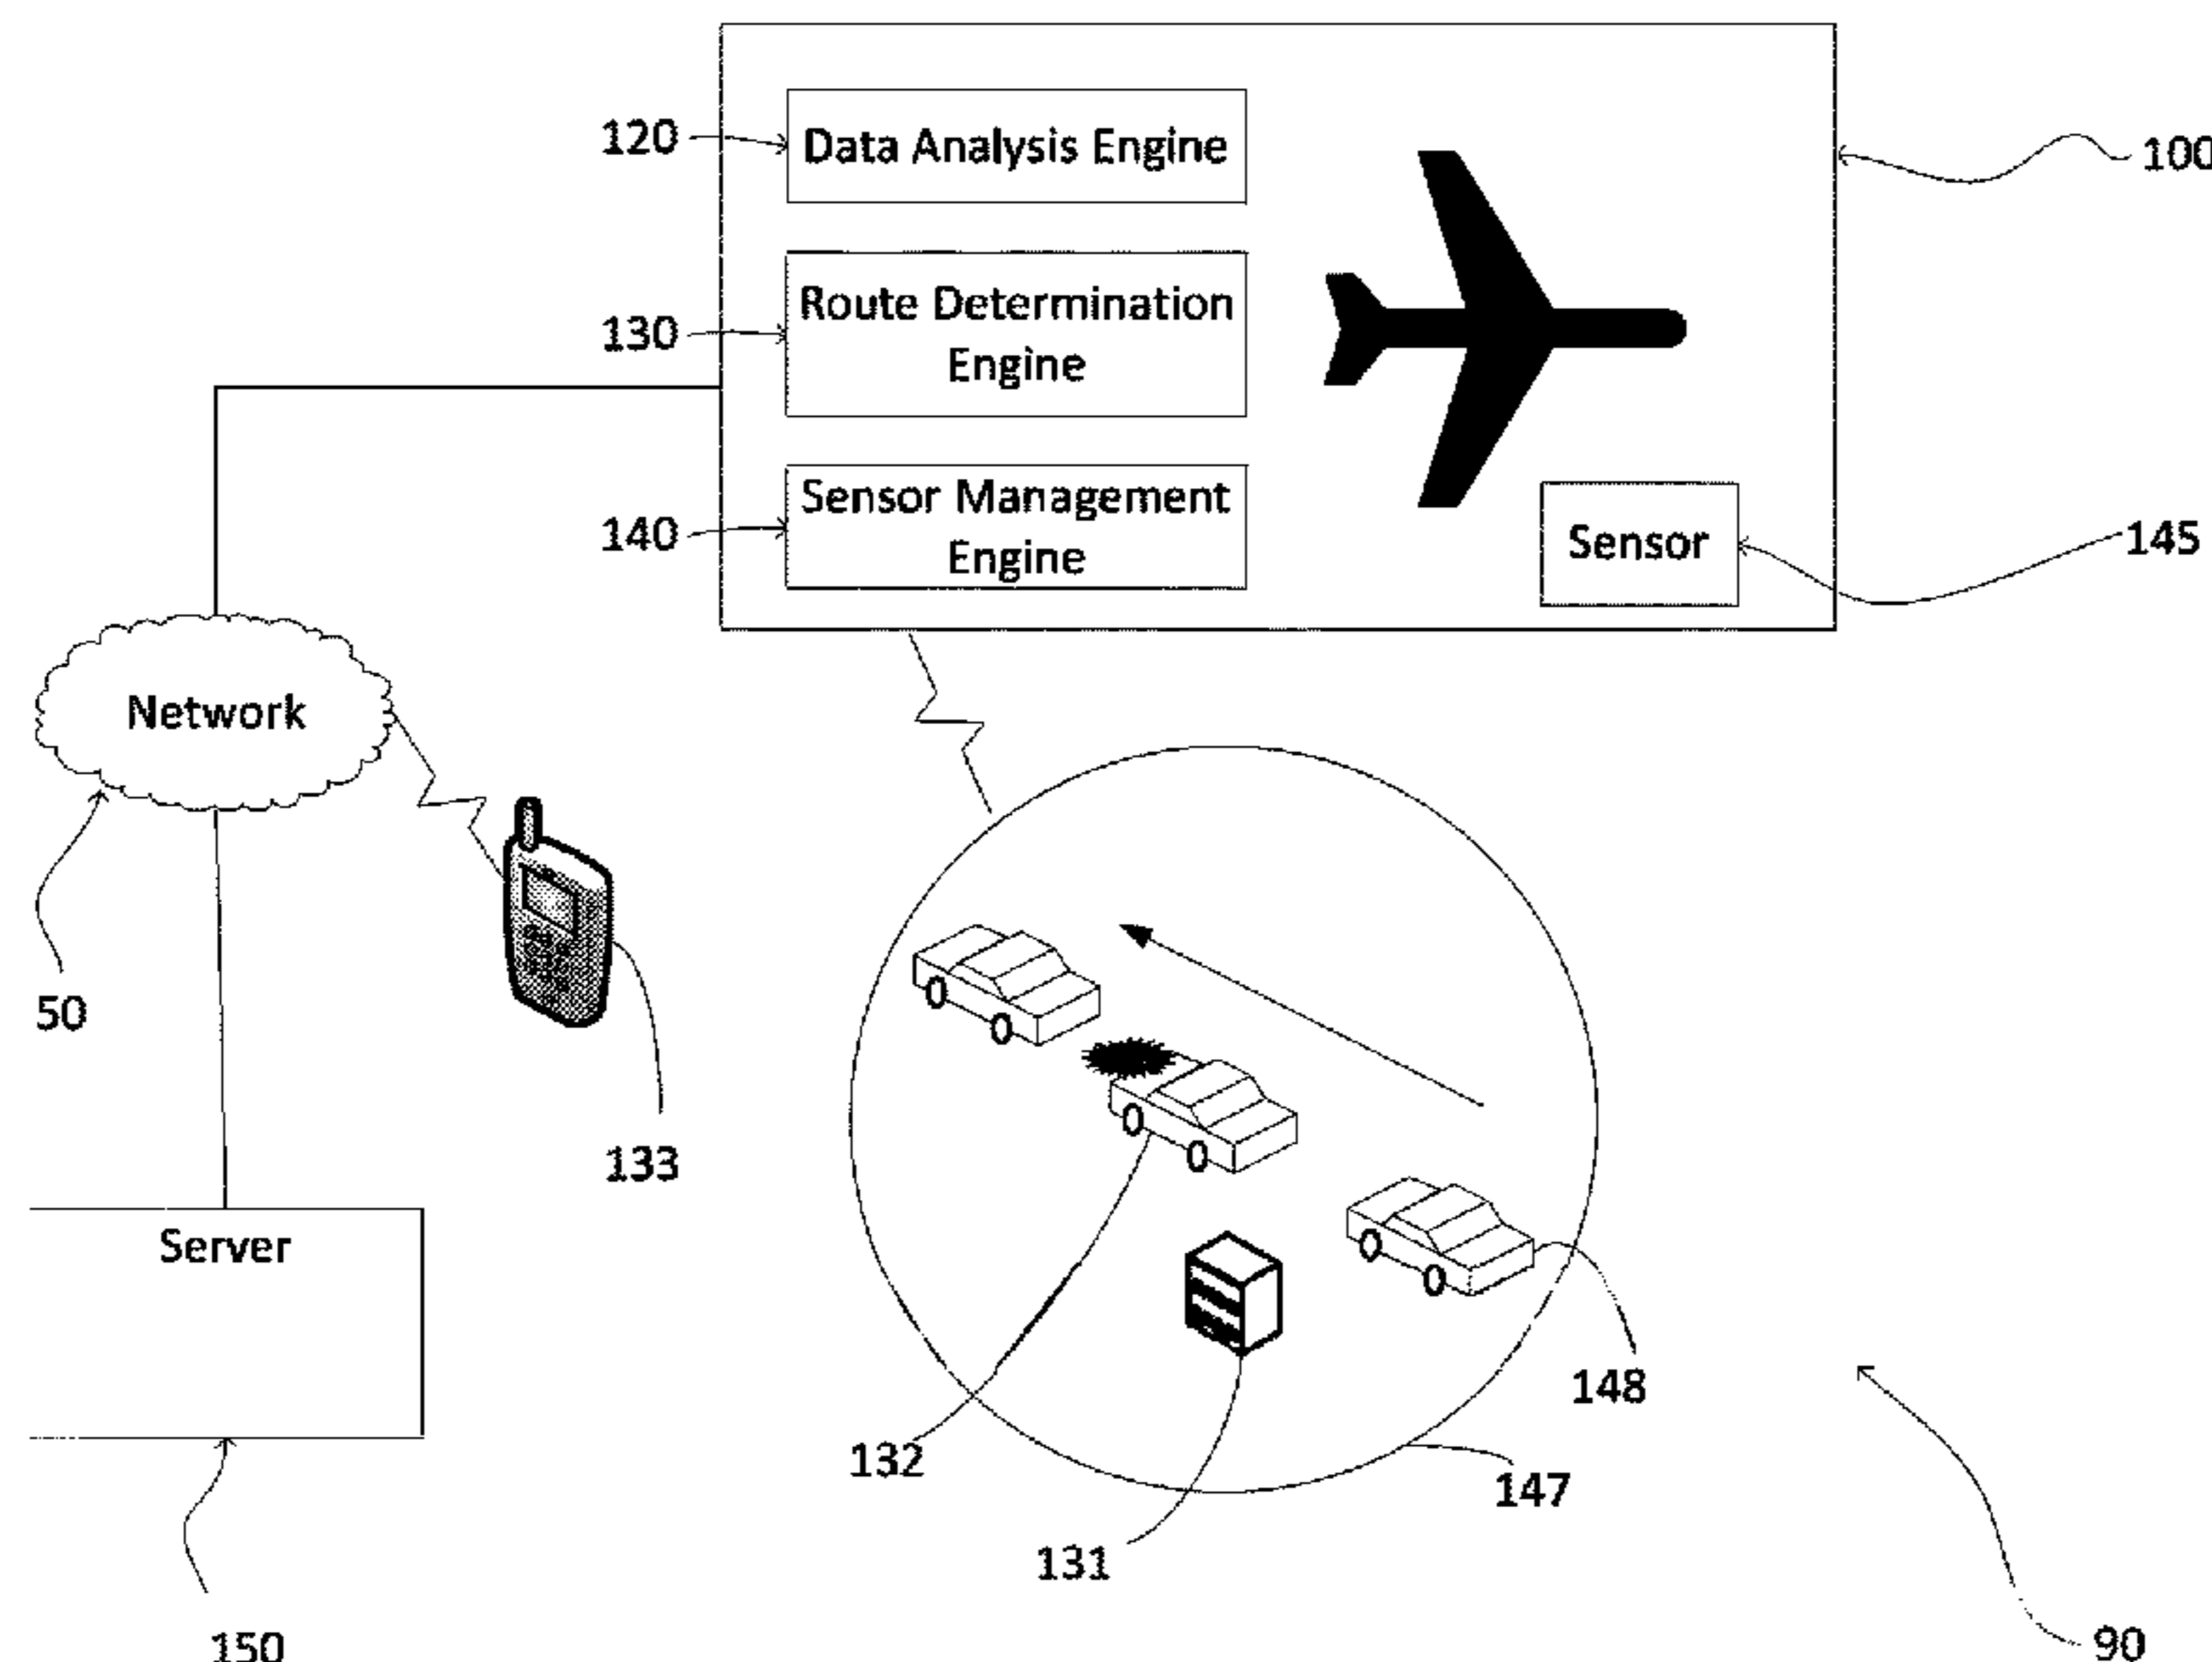 120
Data Analysis Engine
100
130
Route Determination
Engine
140
Sensor Management
Engine
Sensor
145
Network
50
133
Server
148
132
147
131
150
90